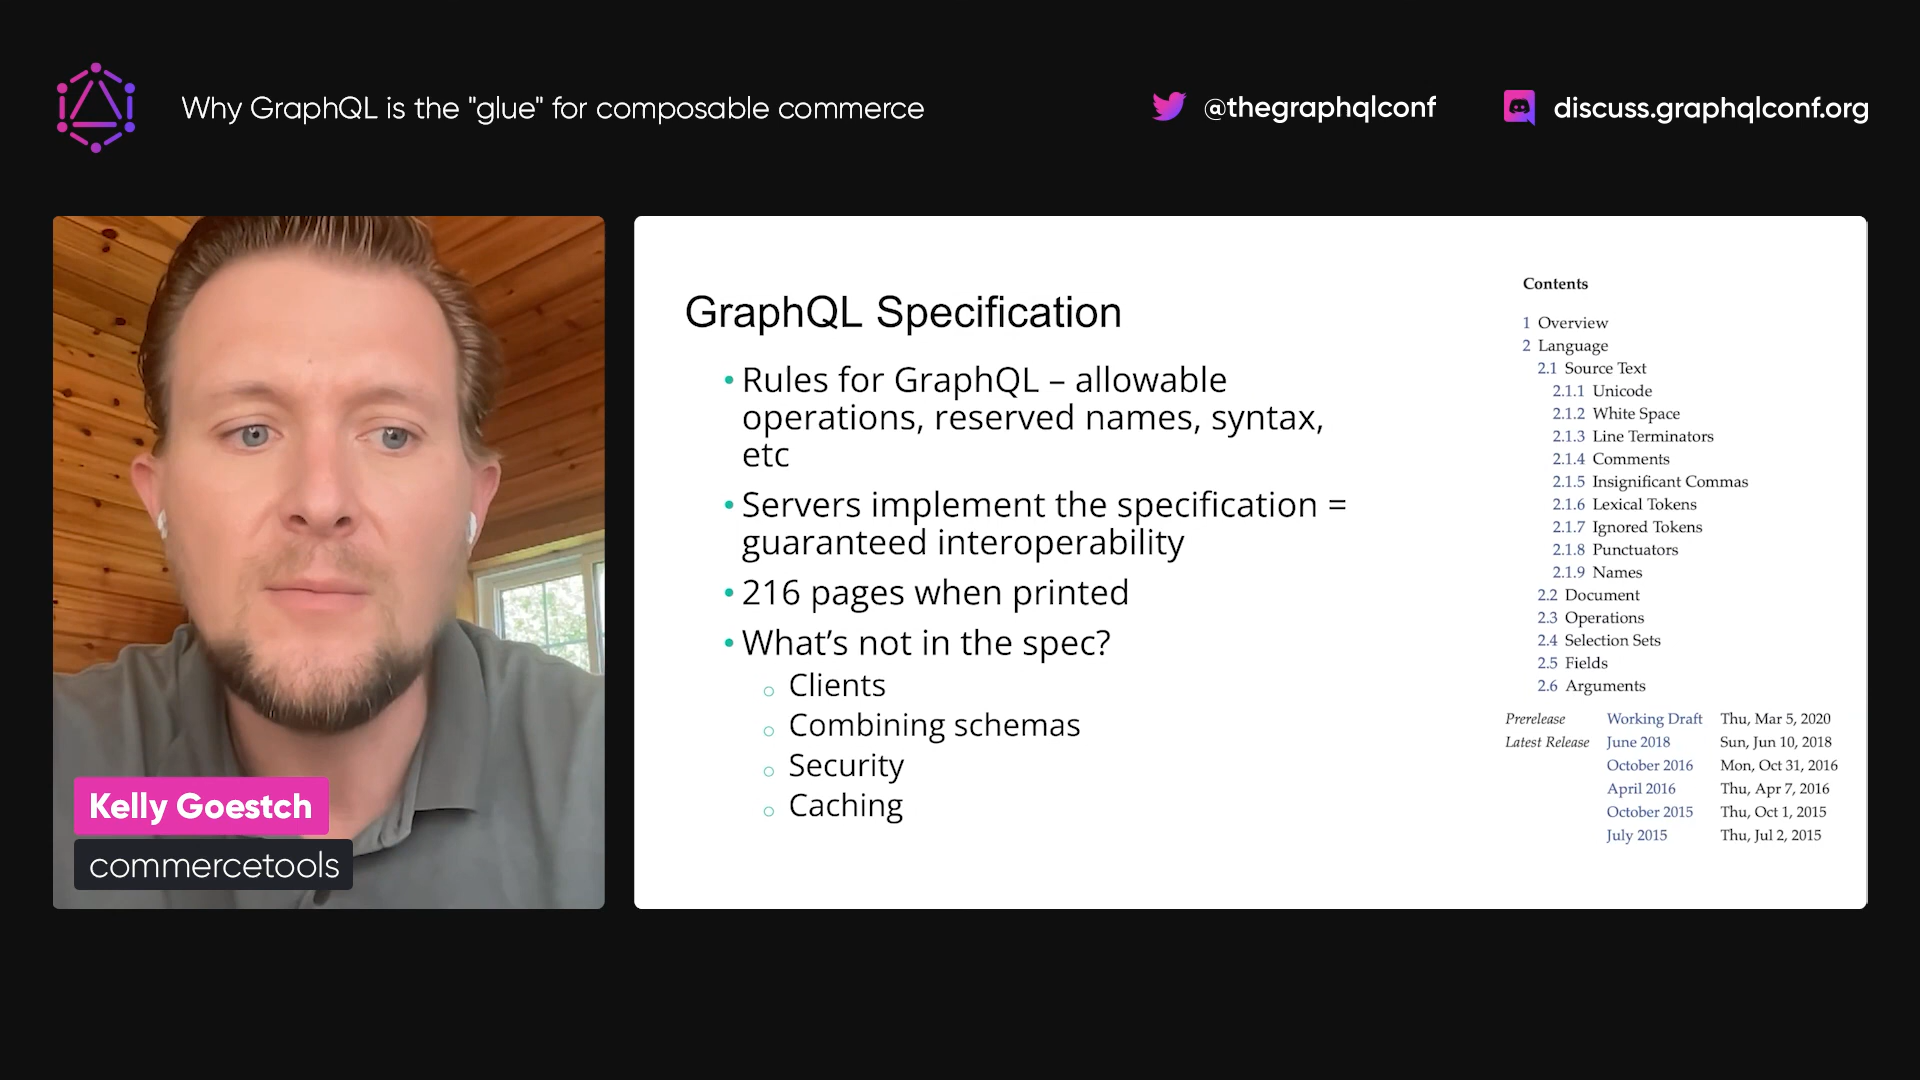 Why GraphQL is the "glue" for composable commerce
@thegraphqlconf
discuss.graphqlconf.org
Kelly Goestch
commercetools
GraphQL Specification
• Rules for GraphQL – allowable
operations, reserved names, syntax,
etc
• Servers implement the specification =
guaranteed interoperability
• 216 pages when printed
• What’s not in the spec?
○ Clients
○ Combining schemas
○ Security
○ Caching
Contents
1 Overview
2 Language
2.1 Source Text
2.1.1 Unicode
2.1.2 White Space
2.1.3 Line Terminators
2.1.4 Comments
2.1.5 Insignificant Commas
2.1.6 Lexical Tokens
2.1.7 Ignored Tokens
2.1.8 Punctuators
2.1.9 Names
2.2 Document
2.3 Operations
2.4 Selection Sets
2.5 Fields
2.6 Arguments
Prerelease Working Draft Thu, Mar 5, 2020
Latest Release June 2018 Sun, Jun 10, 2018
October 2016 Mon, Oct 31, 2016
April 2016 Thu, Apr 7, 2016
October 2015 Thu, Oct 1, 2015
July 2015 Thu, Jul 2, 2015